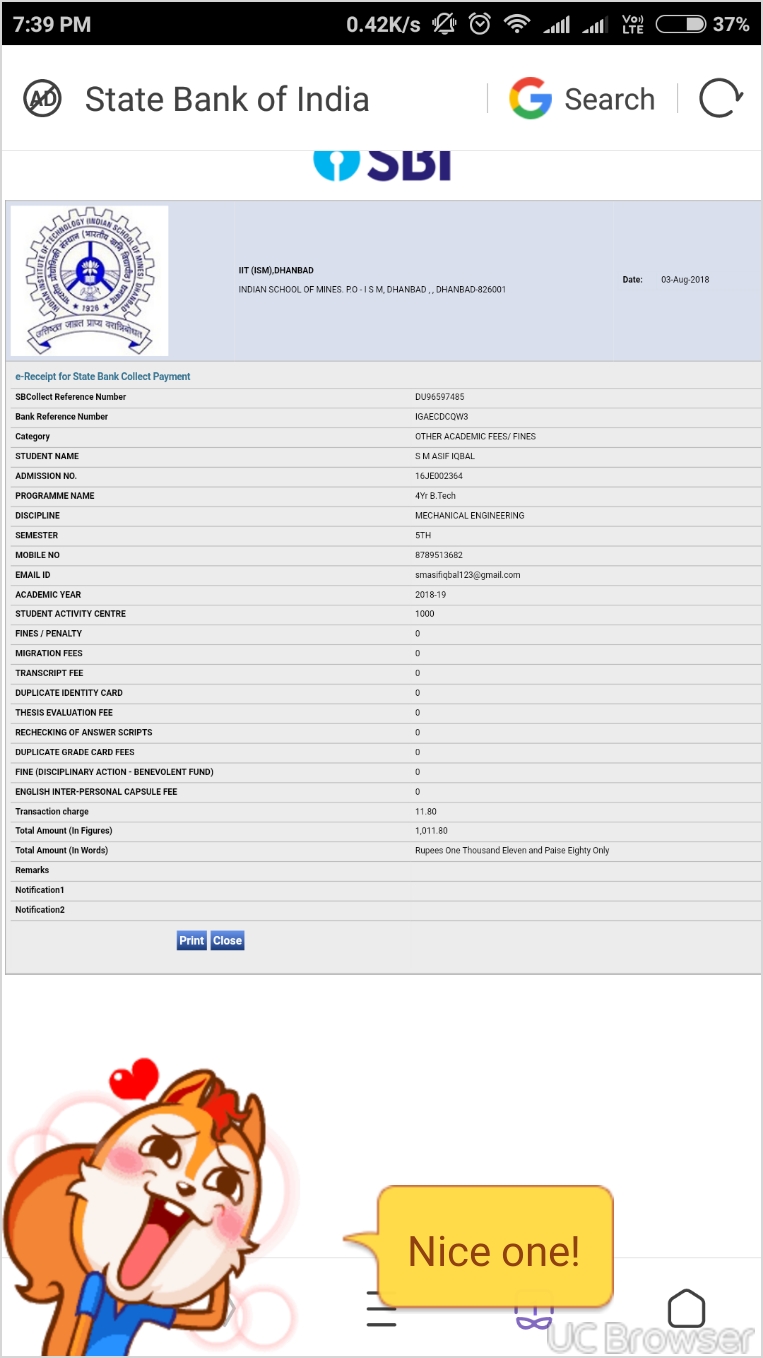 7:39 PM 0.42K/s Vo)) LTE 37%
AD State Bank of India G Search
SBI
INDIAN INSTITUTE OF TECHNOLOGY (INDIAN SCHOOL OF MINES) DHANBAD
1926
उत्तिष्ठत जाग्रत प्राप्य वरान्निबोधत
IIT (ISM),DHANBAD
INDIAN SCHOOL OF MINES. P.O - I S M, DHANBAD , , DHANBAD-826001
Date: 03-Aug-2018
e-Receipt for State Bank Collect Payment
SBCollect Reference Number DU96597485
Bank Reference Number IGAECDCQW3
Category OTHER ACADEMIC FEES/ FINES
STUDENT NAME S M ASIF IQBAL
ADMISSION NO. 16JE002364
PROGRAMME NAME 4Yr B.Tech
DISCIPLINE MECHANICAL ENGINEERING
SEMESTER 5TH
MOBILE NO 8789513682
EMAIL ID smasifiqbal123@gmail.com
ACADEMIC YEAR 2018-19
STUDENT ACTIVITY CENTRE 1000
FINES / PENALTY 0
MIGRATION FEES 0
TRANSCRIPT FEE 0
DUPLICATE IDENTITY CARD 0
THESIS EVALUATION FEE 0
RECHECKING OF ANSWER SCRIPTS 0
DUPLICATE GRADE CARD FEES 0
FINE (DISCIPLINARY ACTION - BENEVOLENT FUND) 0
ENGLISH INTER-PERSONAL CAPSULE FEE 0
Transaction charge 11.80
Total Amount (In Figures) 1,011.80
Total Amount (In Words) Rupees One Thousand Eleven and Paise Eighty Only
Remarks
Notification1
Notification2
Print Close
Nice one!
UC Browser